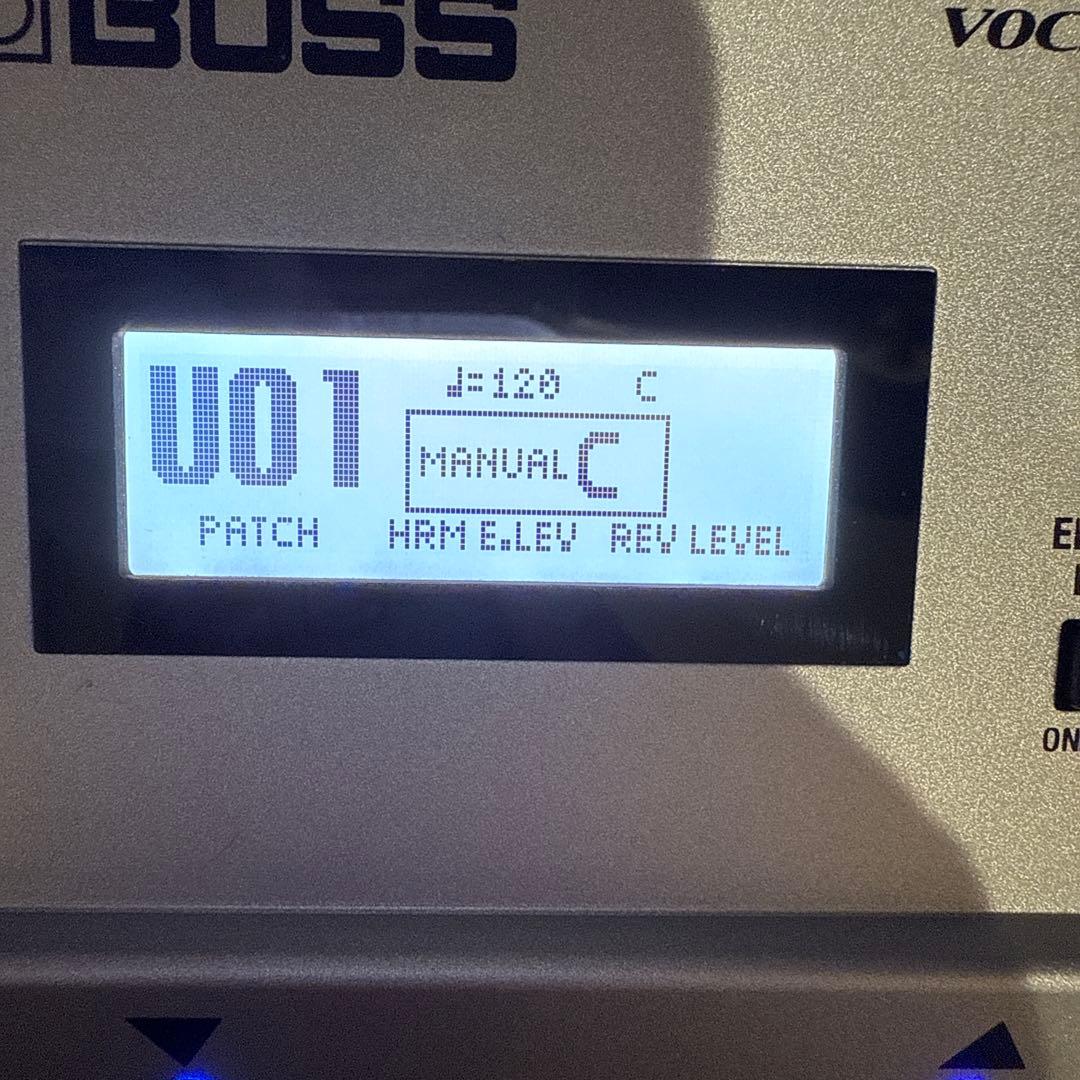 BOSS
VOC
U01
♩=120 C
MANUAL C
PATCH HRM E.LEV REV LEVEL
ON